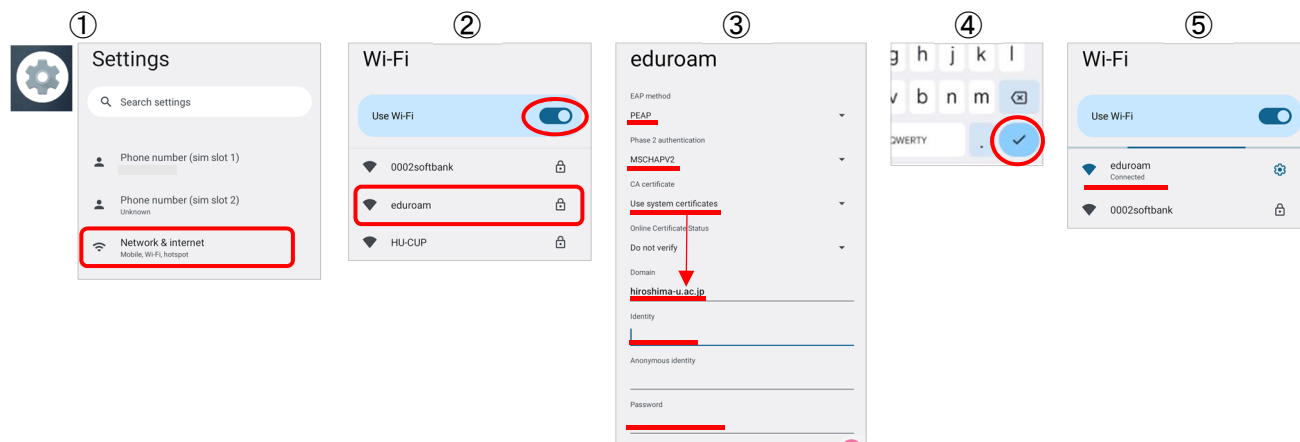 ①
Settings
Search settings
Phone number (sim slot 1)
Phone number (sim slot 2)
Unknown
Network & internet
Mobile, Wi-Fi, hotspot
②
Wi-Fi
Use Wi-Fi
0002softbank
eduroam
HU-CUP
③
eduroam
EAP method
PEAP
Phase 2 authentication
MSCHAPV2
CA certificate
Use system certificates
Online Certificate Status
Do not verify
Domain
hiroshima-u.ac.jp
Identity
Anonymous identity
Password
④
g h j k l
v b n m
QWERTY .
⑤
Wi-Fi
Use Wi-Fi
eduroam
Connected
0002softbank